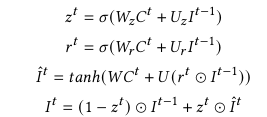 z^t = σ(W_z C^t + U_z I^{t−1})
r^t = σ(W_r C^t + U_r I^{t−1})
Î^t = tanh(WC^t + U(r^t ⊙ I^{t−1}))
I^t = (1 − z^t) ⊙ I^{t−1} + z^t ⊙ Î^t